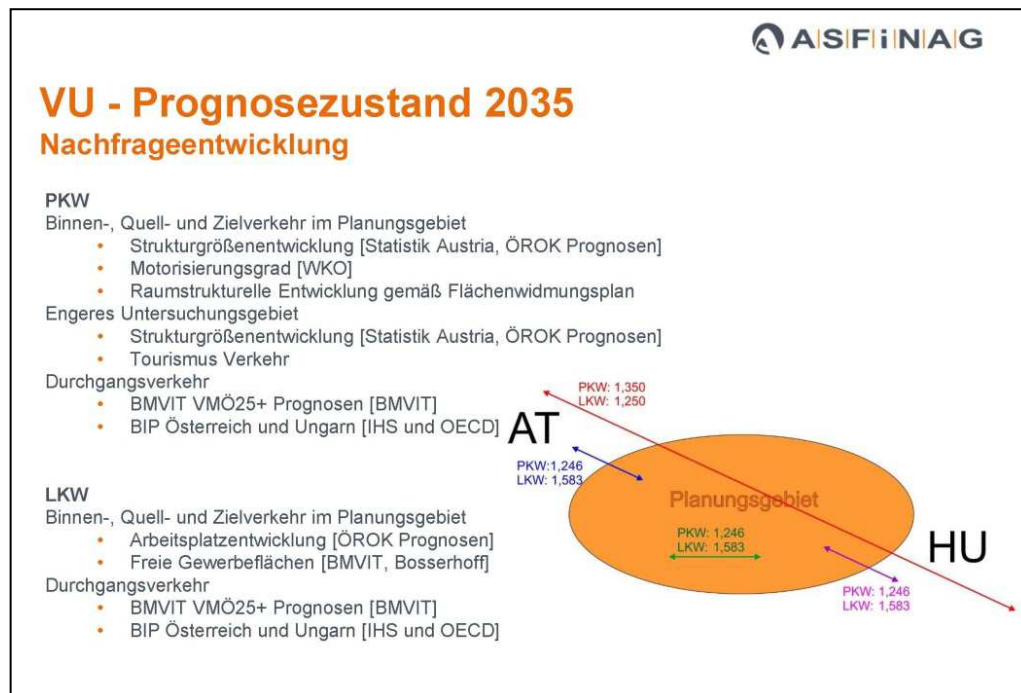 A|S|F|i|N|A|G
VU - Prognosezustand 2035
Nachfrageentwicklung
PKW
Binnen-, Quell- und Zielverkehr im Planungsgebiet
• Strukturgrößenentwicklung [Statistik Austria, ÖROK Prognosen]
• Motorisierungsgrad [WKO]
• Raumstrukturelle Entwicklung gemäß Flächenwidmungsplan
Engeres Untersuchungsgebiet
• Strukturgrößenentwicklung [Statistik Austria, ÖROK Prognosen]
• Tourismus Verkehr
Durchgangsverkehr
• BMVIT VMÖ25+ Prognosen [BMVIT]
• BIP Österreich und Ungarn [IHS und OECD]
LKW
Binnen-, Quell- und Zielverkehr im Planungsgebiet
• Arbeitsplatzentwicklung [ÖROK Prognosen]
• Freie Gewerbeflächen [BMVIT, Bosserhoff]
Durchgangsverkehr
• BMVIT VMÖ25+ Prognosen [BMVIT]
• BIP Österreich und Ungarn [IHS und OECD]
PKW: 1,350
LKW: 1,250
AT
PKW:1,246
LKW: 1,583
Planungsgebiet
PKW: 1,246
LKW: 1,583
HU
PKW: 1,246
LKW: 1,583